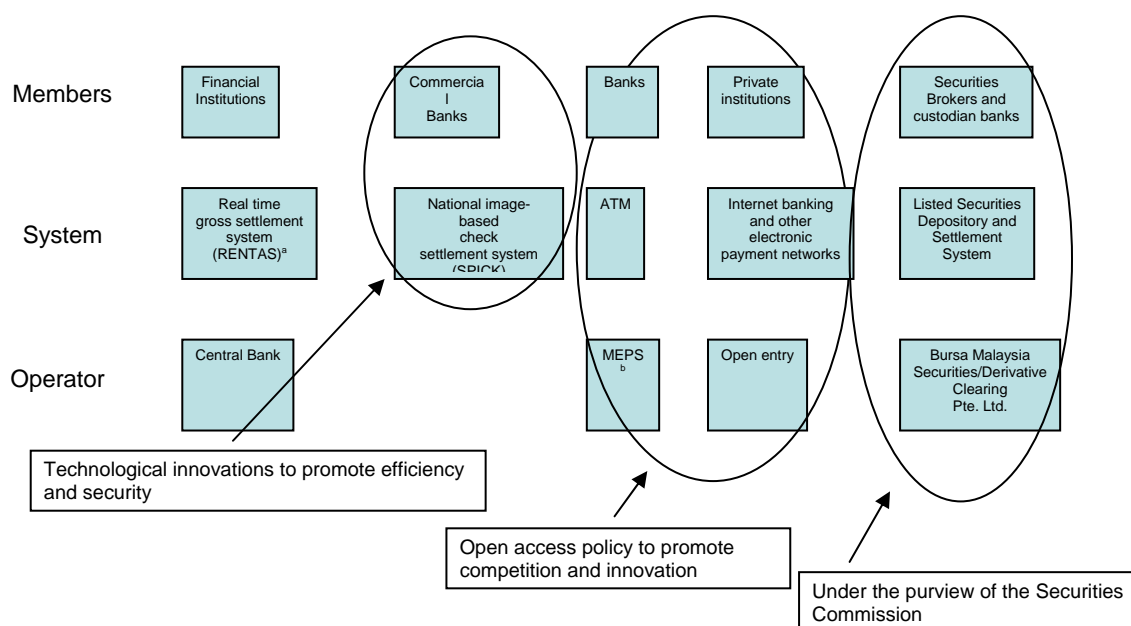 Members
Financial
Institutions
Commercia
l
Banks
Banks
Private
institutions
Securities
Brokers and
custodian banks
System
Real time
gross settlement
system
(RENTAS)a
National image-
based
check
settlement system
(SPICK)
ATM
Internet banking
and other
electronic
payment networks
Listed Securities
Depository and
Settlement
System
Operator
Central Bank
MEPS
b
Open entry
Bursa Malaysia
Securities/Derivative
Clearing
Pte. Ltd.
Technological innovations to promote efficiency
and security
Open access policy to promote
competition and innovation
Under the purview of the Securities
Commission